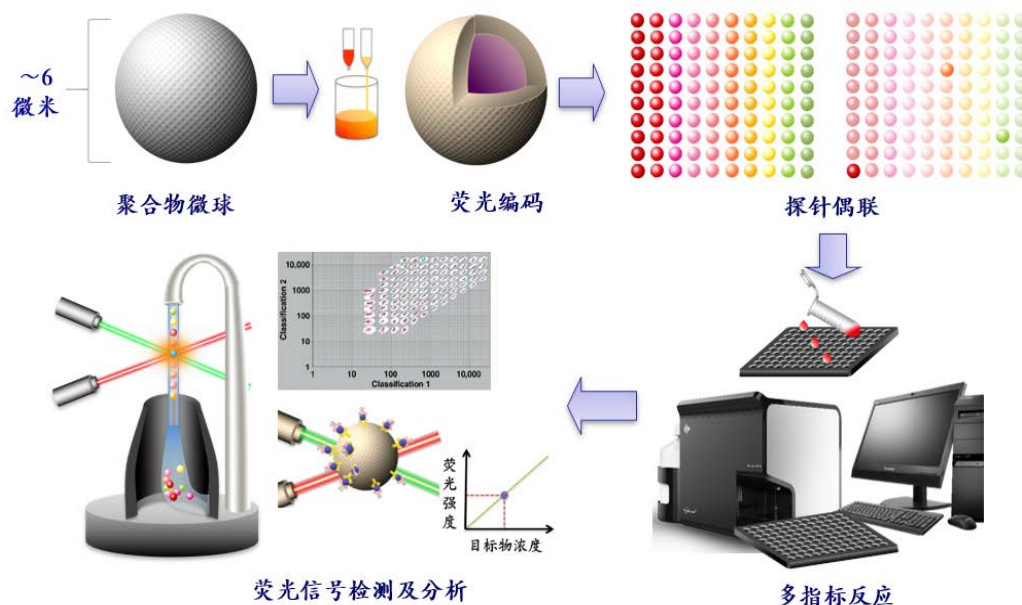 ～6
微米
聚合物微球
荧光编码
探针偶联
10,000
1000
100
10
1
Classification 2
1
10
100
1000
10,000
Classification 1
荧光强度
目标物浓度
荧光信号检测及分析
多指标反应